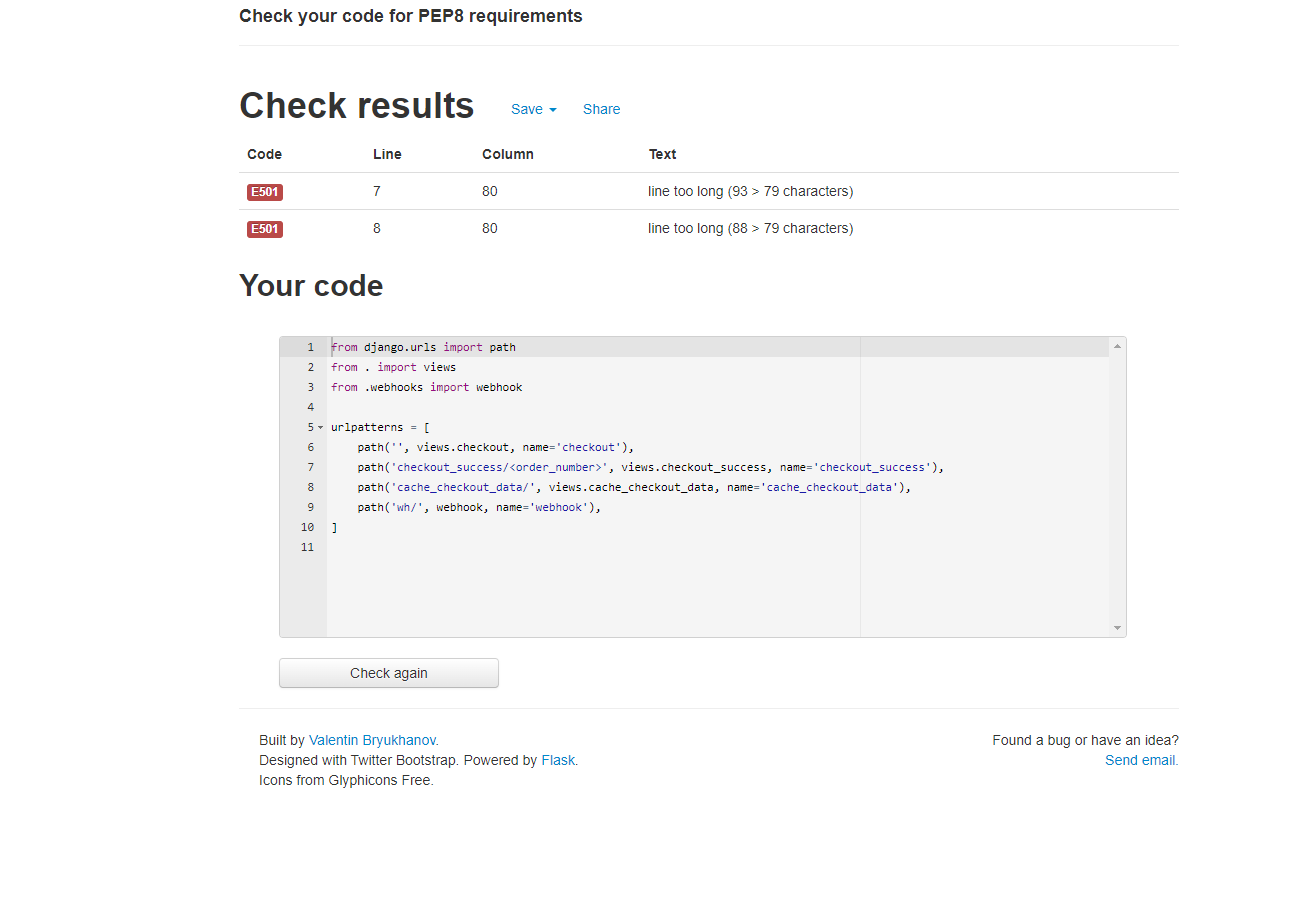 Check your code for PEP8 requirements
Check results Save Share
Code Line Column Text
E501 7 80 line too long (93 > 79 characters)
E501 8 80 line too long (88 > 79 characters)
Your code
1 from django.urls import path
2 from . import views
3 from .webhooks import webhook
4
5 urlpatterns = [
6     path('', views.checkout, name='checkout'),
7     path('checkout_success/<order_number>', views.checkout_success, name='checkout_success'),
8     path('cache_checkout_data/', views.cache_checkout_data, name='cache_checkout_data'),
9     path('wh/', webhook, name='webhook'),
10 ]
11
Check again
Built by Valentin Bryukhanov.
Designed with Twitter Bootstrap. Powered by Flask.
Icons from Glyphicons Free.
Found a bug or have an idea?
Send email.